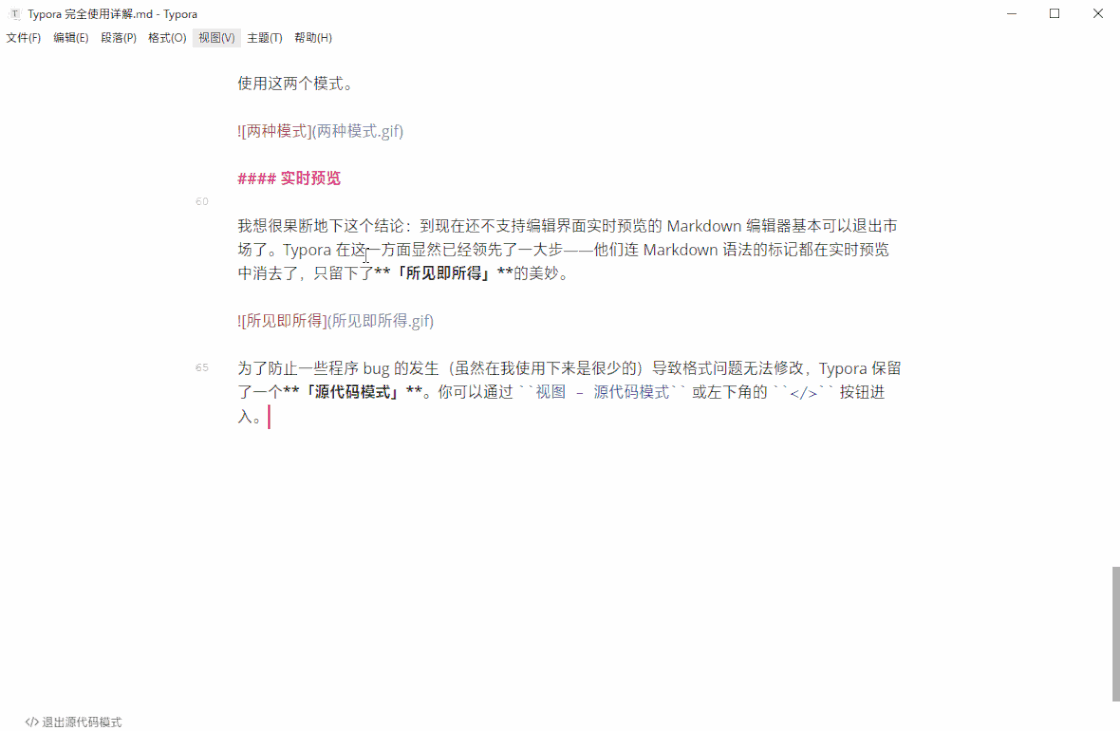 Typora 完全使用详解.md - Typora
文件(F) 编辑(E) 段落(P) 格式(O) 视图(V) 主题(T) 帮助(H)
使用这两个模式。
![两种模式](两种模式.gif)
#### 实时预览
60
我想很果断地下这个结论：到现在还不支持编辑界面实时预览的 Markdown 编辑器基本可以退出市
场了。Typora 在这一方面显然已经领先了一大步——他们连 Markdown 语法的标记都在实时预览
中消去了，只留下了**「所见即所得」**的美妙。
![所见即所得](所见即所得.gif)
65 为了防止一些程序 bug 的发生（虽然在我使用下来是很少的）导致格式问题无法修改，Typora 保留
了一个**「源代码模式」**。你可以通过 ``视图 - 源代码模式`` 或左下角的 ``</>`` 按钮进
入。
</> 退出源代码模式